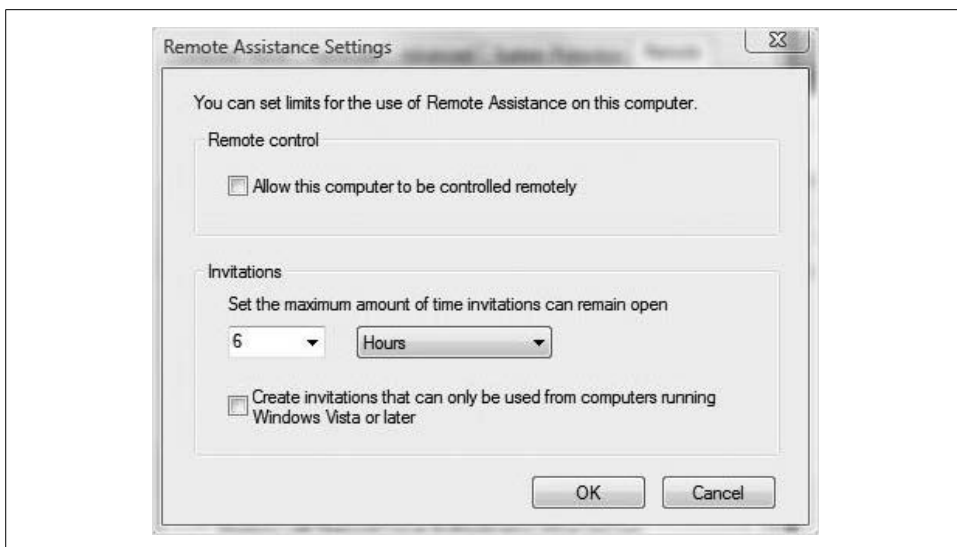 Remote Assistance Settings
You can set limits for the use of Remote Assistance on this computer.
Remote control
Allow this computer to be controlled remotely
Invitations
Set the maximum amount of time invitations can remain open
6
Hours
Create invitations that can only be used from computers running
Windows Vista or later
OK
Cancel